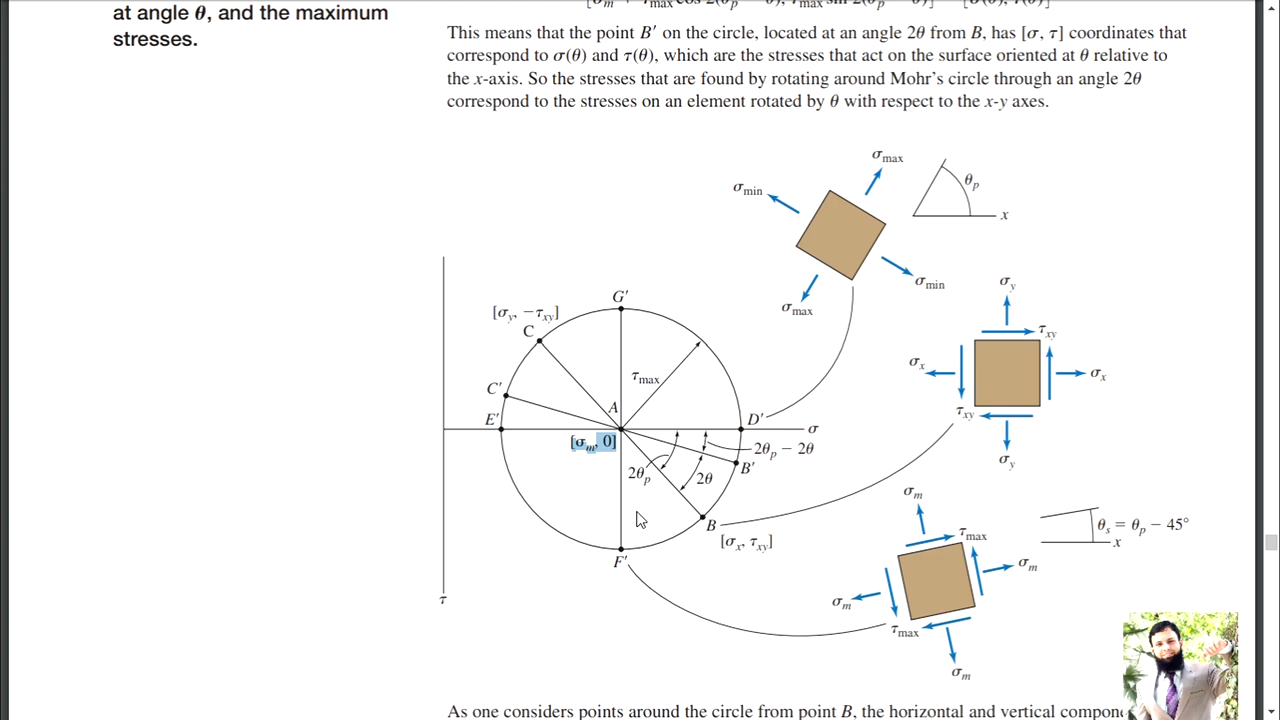 at angle θ, and the maximum
stresses.
This means that the point B′ on the circle, located at an angle 2θ from B, has [σ, τ] coordinates that
correspond to σ(θ) and τ(θ), which are the stresses that act on the surface oriented at θ relative to
the x-axis. So the stresses that are found by rotating around Mohr's circle through an angle 2θ
correspond to the stresses on an element rotated by θ with respect to the x-y axes.
σmax
σmin
θp
x
σmin
σmax
σy
τxy
σx
σx
τxy
σy
G′
[σy, −τxy]
C
τmax
C′
A
E′
D′
σ
[σm, 0]
2θp − 2θ
B′
2θp
2θ
B
[σx, τxy]
F′
τ
σm
τmax
θs = θp − 45°
x
σm
σm
τmax
σm
As one considers points around the circle from point B, the horizontal and vertical compon